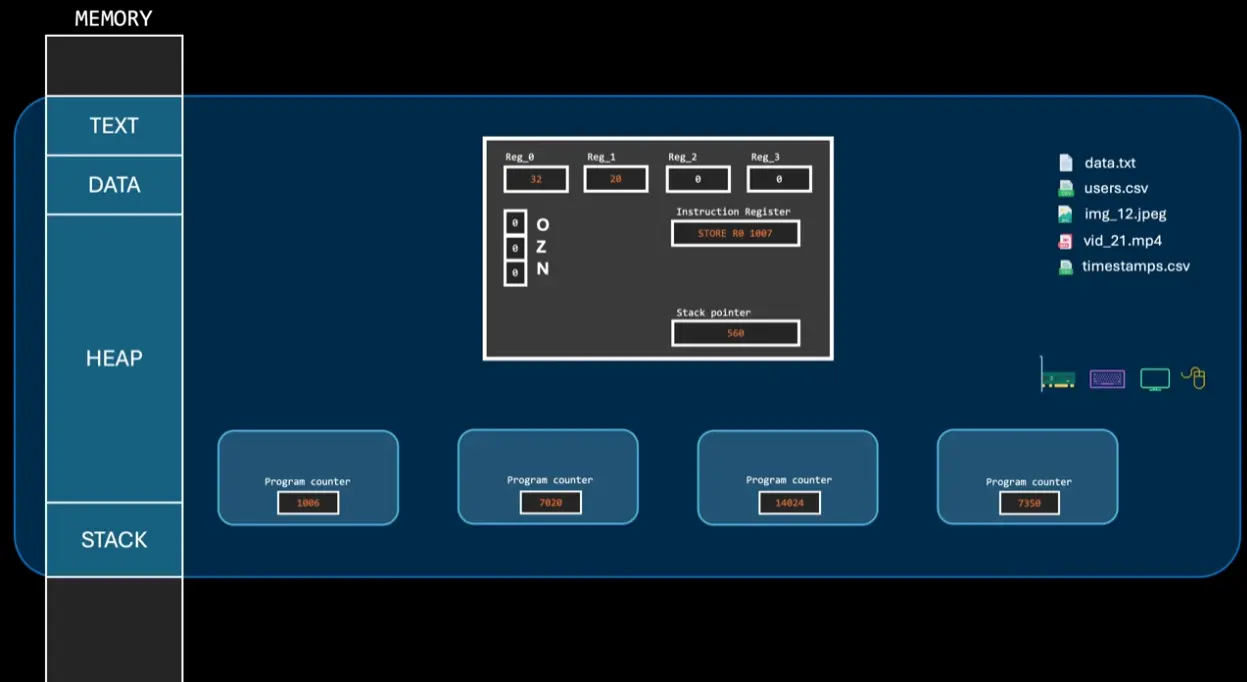 MEMORY
TEXT
DATA
HEAP
STACK
Reg_0 Reg_1 Reg_2 Reg_3
32 20 0 0
0 O
0 Z
0 N
Instruction Register
STORE R0 1007
Stack pointer
560
data.txt
users.csv
img_12.jpeg
vid_21.mp4
timestamps.csv
Program counter Program counter Program counter Program counter
1006 7020 14024 7350